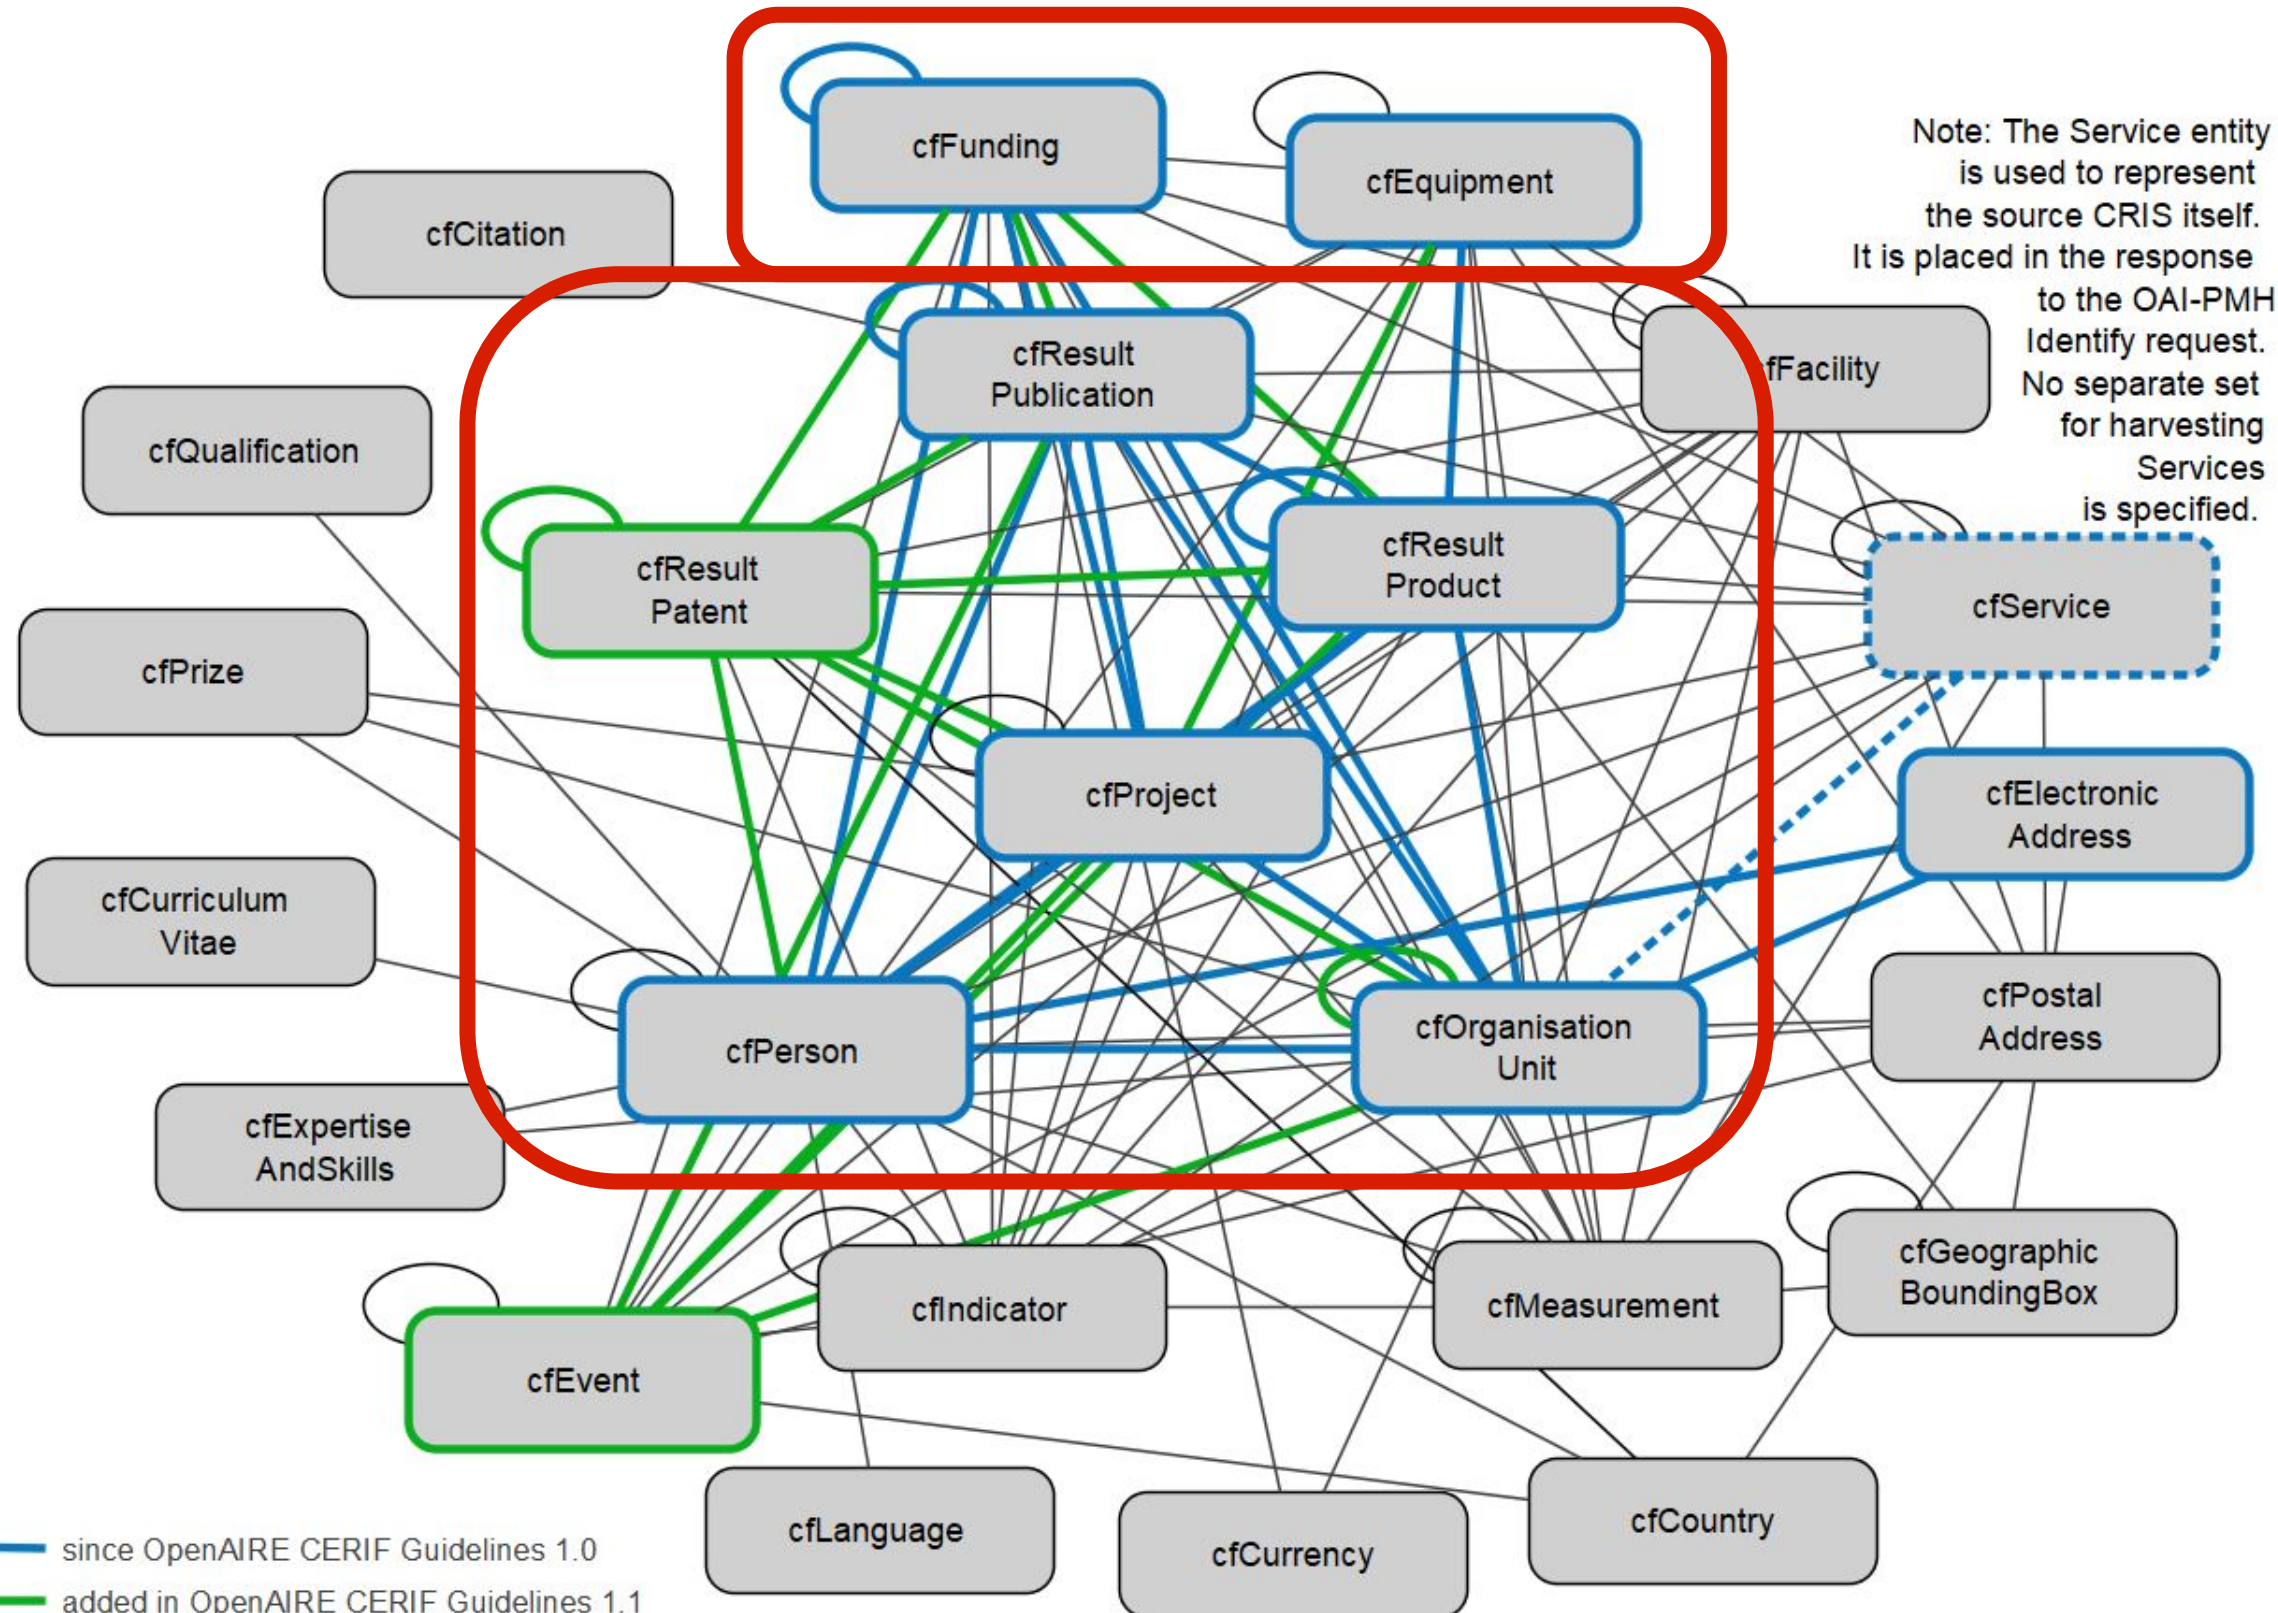 cfFunding
cfEquipment
Note: The Service entity
is used to represent
the source CRIS itself.
It is placed in the response
to the OAI-PMH
Identify request.
No separate set
for harvesting
Services
is specified.
cfCitation
cfResult
Publication
cfFacility
cfQualification
cfResult
Patent
cfResult
Product
cfService
cfPrize
cfProject
cfElectronic
Address
cfCurriculum
Vitae
cfPerson
cfOrganisation
Unit
cfPostal
Address
cfExpertise
AndSkills
cfIndicator
cfMeasurement
cfGeographic
BoundingBox
cfEvent
cfLanguage
cfCurrency
cfCountry
since OpenAIRE CERIF Guidelines 1.0
added in OpenAIRE CERIF Guidelines 1.1